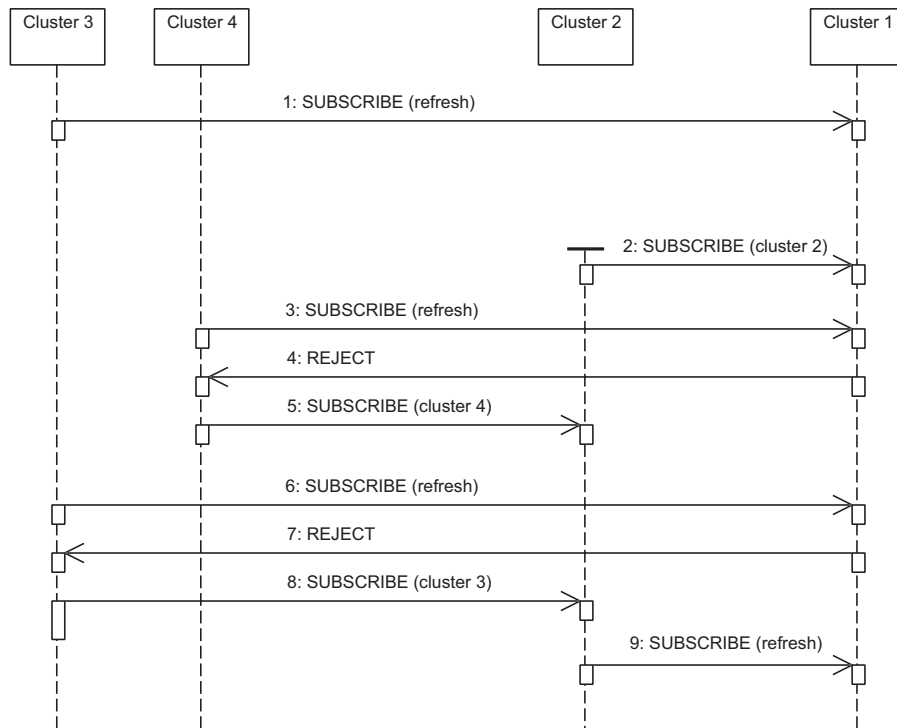 Cluster 3
Cluster 4
Cluster 2
Cluster 1
1: SUBSCRIBE (refresh)
2: SUBSCRIBE (cluster 2)
3: SUBSCRIBE (refresh)
4: REJECT
5: SUBSCRIBE (cluster 4)
6: SUBSCRIBE (refresh)
7: REJECT
8: SUBSCRIBE (cluster 3)
9: SUBSCRIBE (refresh)